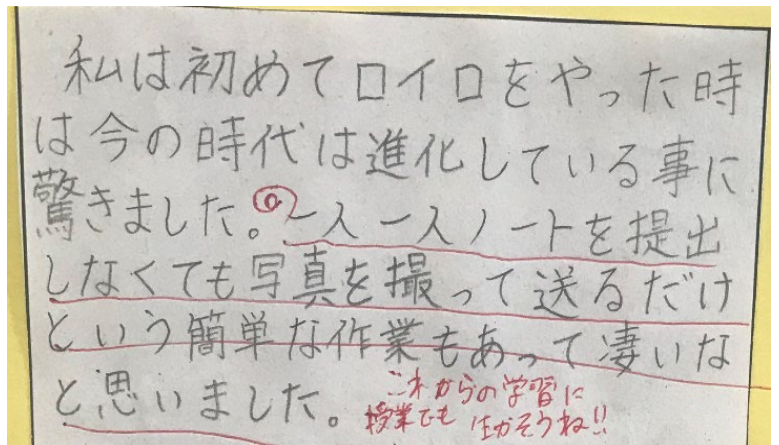 私は初めてロイロをやった時
は今の時代は進化している事に
驚きました。一人一人ノートを提出
しなくても写真を撮って送るだけ
という簡単な作業もあって凄いな
と思いました。
これからの学習に
授業でも 生かそうね!!